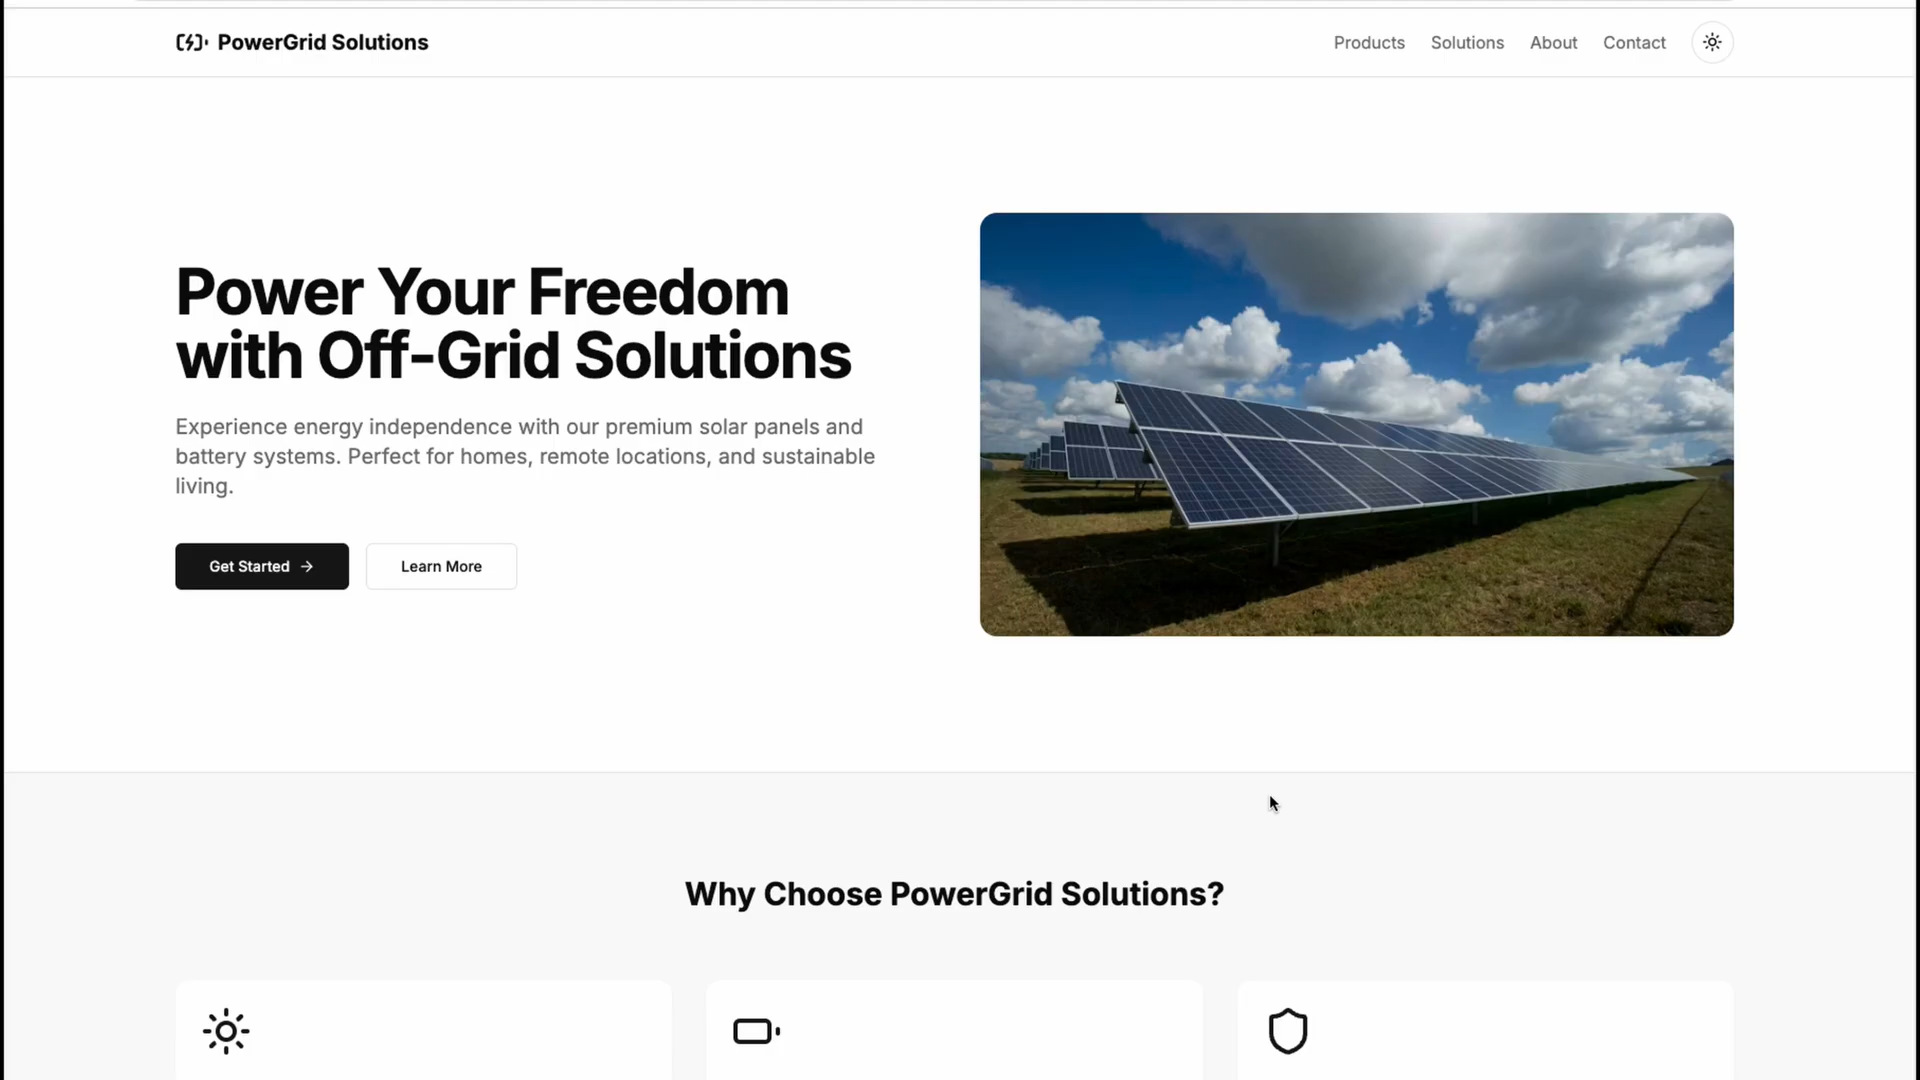 PowerGrid Solutions
Products
Solutions
About
Contact
Power Your Freedom
with Off-Grid Solutions
Experience energy independence with our premium solar panels and
battery systems. Perfect for homes, remote locations, and sustainable
living.
Get Started
Learn More
Why Choose PowerGrid Solutions?